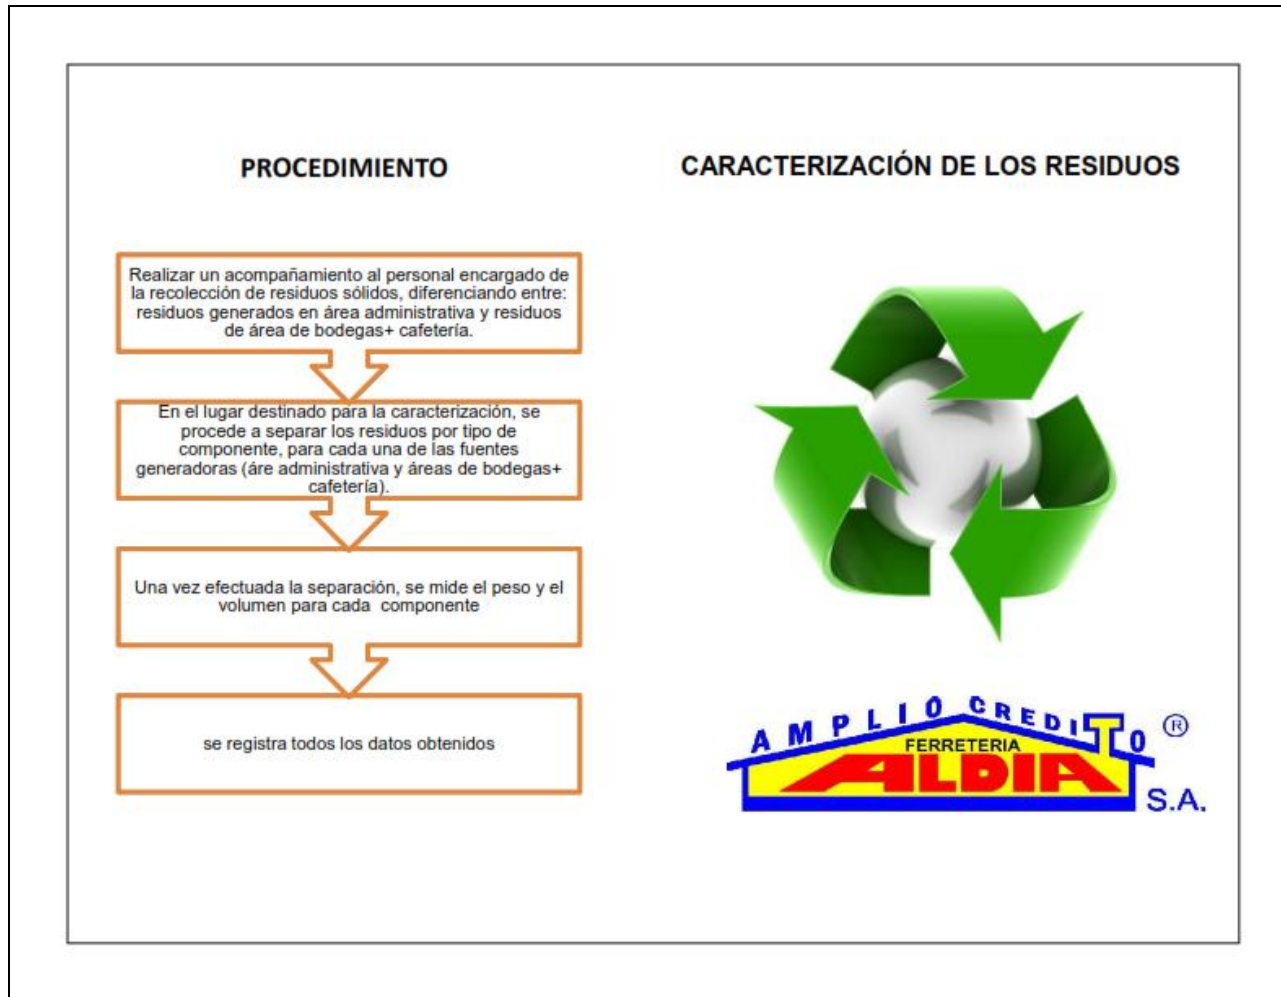 PROCEDIMIENTO
Realizar un acompañamiento al personal encargado de
la recolección de residuos sólidos, diferenciando entre:
residuos generados en área administrativa y residuos
de área de bodegas+ cafetería.
En el lugar destinado para la caracterización, se
procede a separar los residuos por tipo de
componente, para cada una de las fuentes
generadoras (áre administrativa y áreas de bodegas+
cafetería).
Una vez efectuada la separación, se mide el peso y el
volumen para cada componente
se registra todos los datos obtenidos
CARACTERIZACIÓN DE LOS RESIDUOS
AMPLIO CREDITO ®
FERRETERIA
ALDIA
S.A.